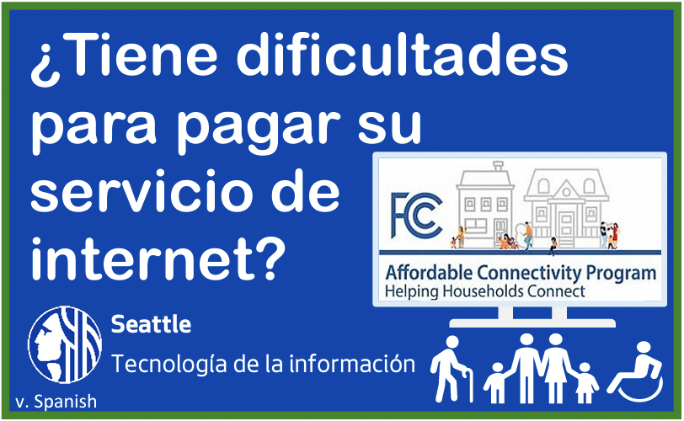 ¿Tiene dificultades
para pagar su
servicio de
internet?
FCC
Affordable Connectivity Program
Helping Households Connect
Seattle
Tecnología de la información
v. Spanish